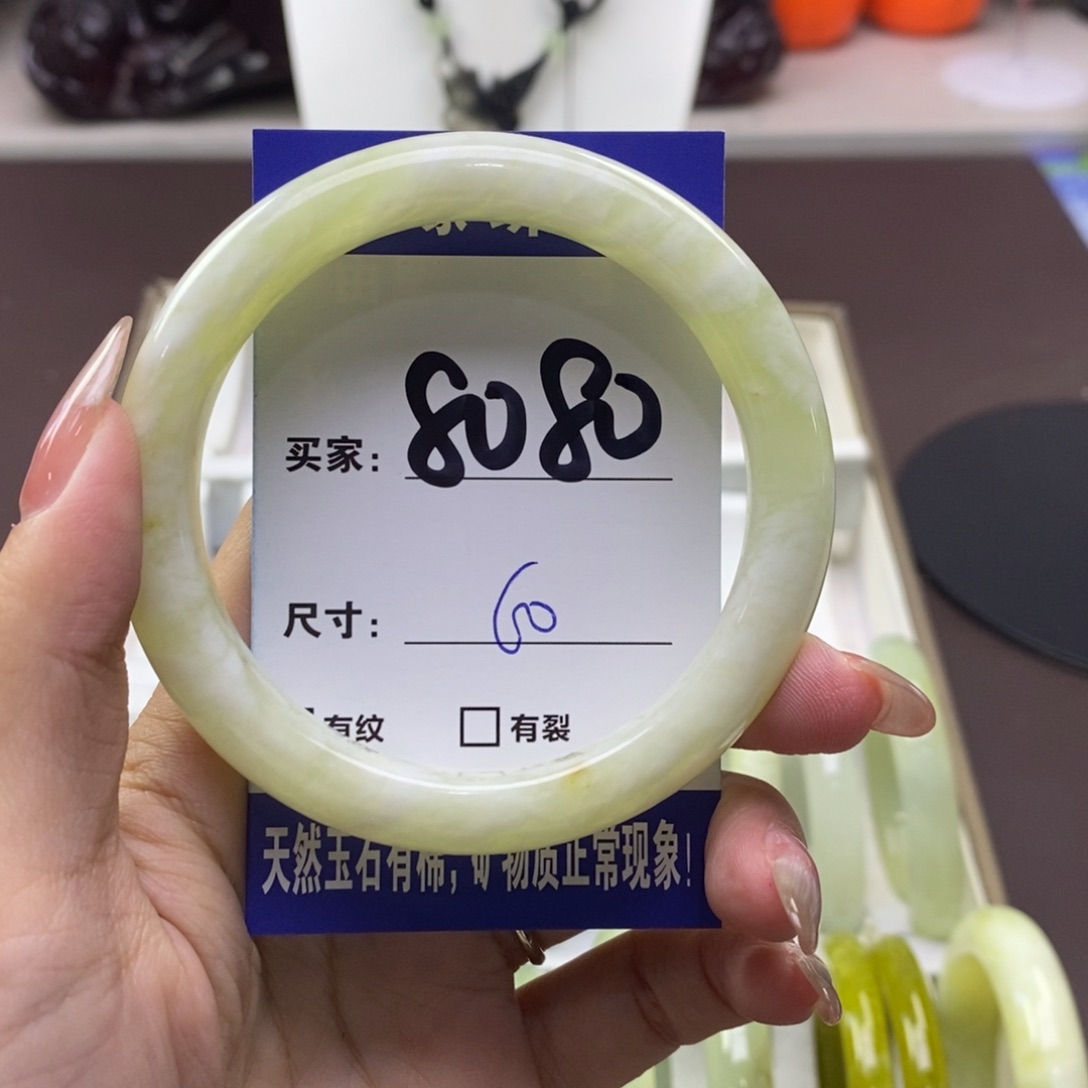 买家: 8080
尺寸: 60
有纹 □ 有裂
天然玉石有棉, 矿物质正常现象!